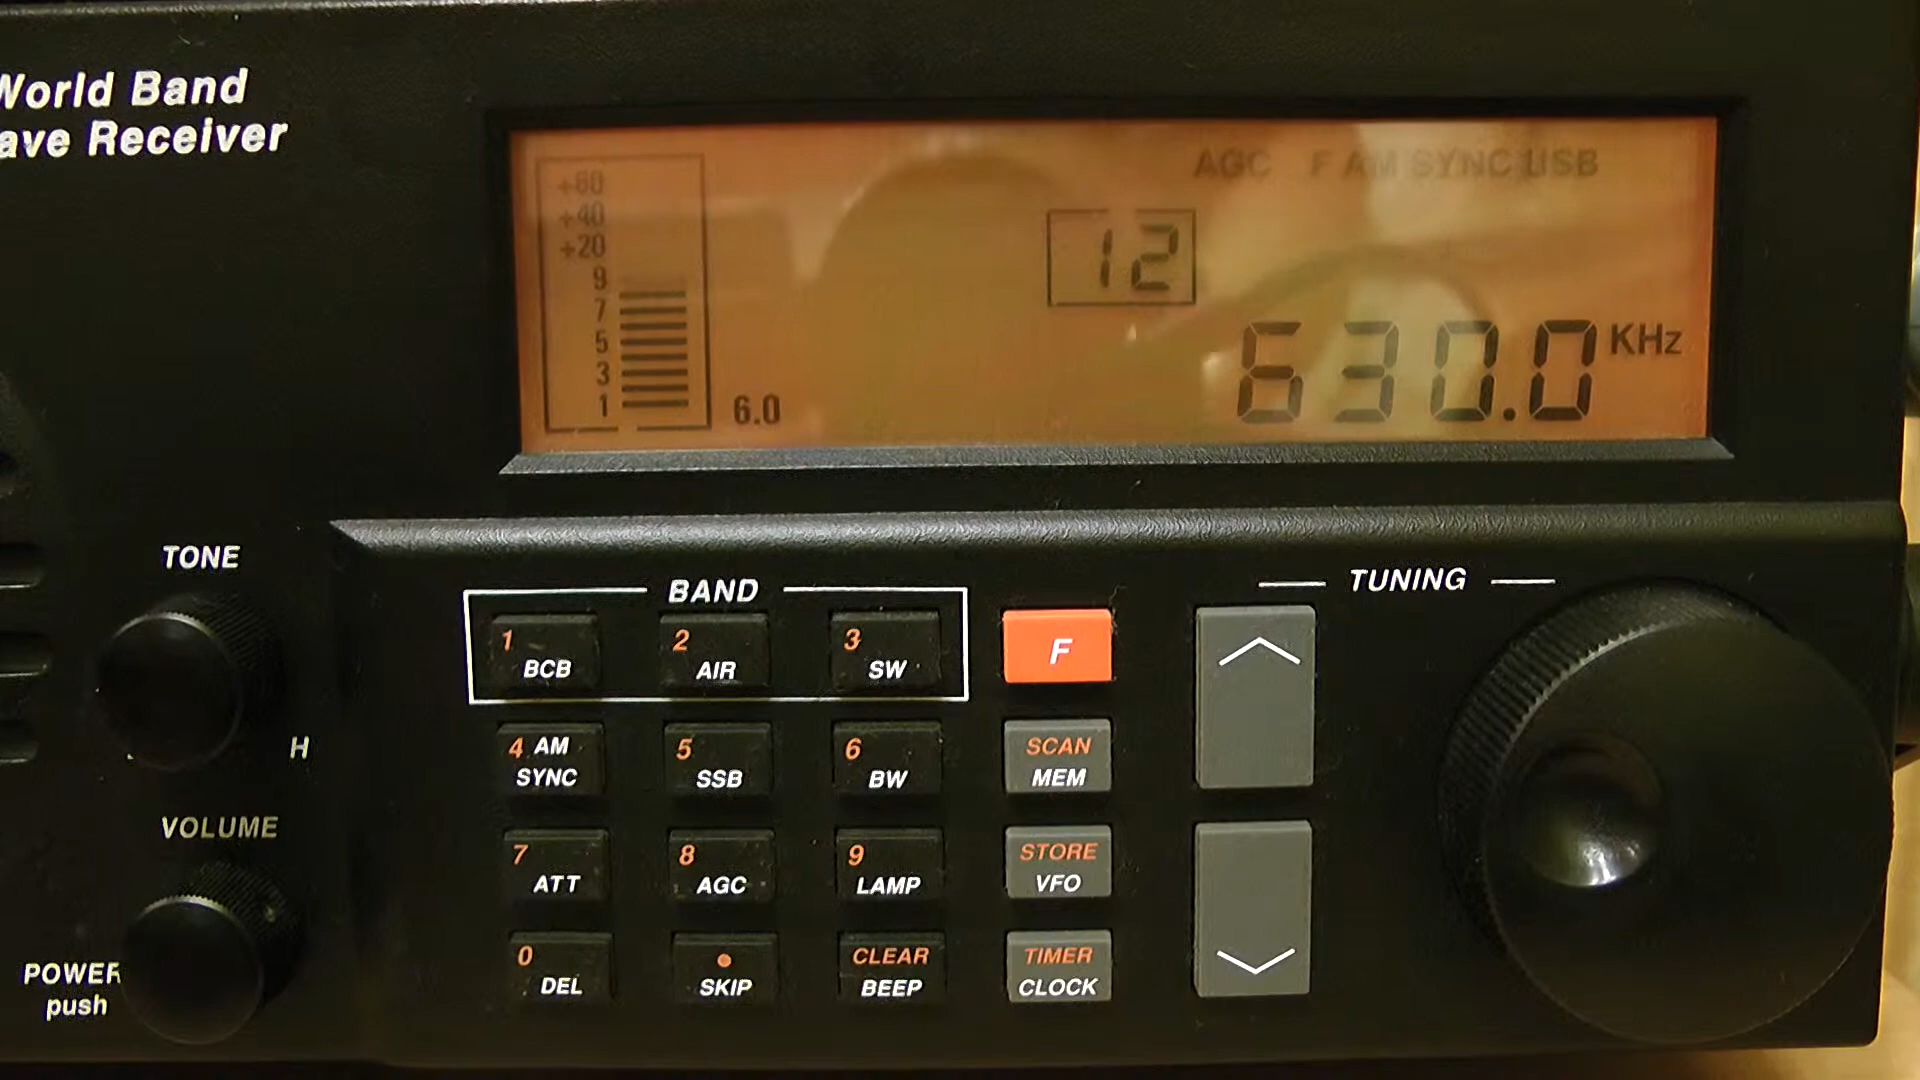 World Band
ave Receiver
+60
+40
+20
9
7
5
3
1
6.0
AGC F AM SYNC USB
12
630.0 KHz
TONE
H
VOLUME
POWER
push
BAND
TUNING
1 BCB
2 AIR
3 SW
F
4 AM
SYNC
5 SSB
6 BW
SCAN
MEM
7 ATT
8 AGC
9 LAMP
STORE
VFO
0 DEL
• SKIP
CLEAR
BEEP
TIMER
CLOCK